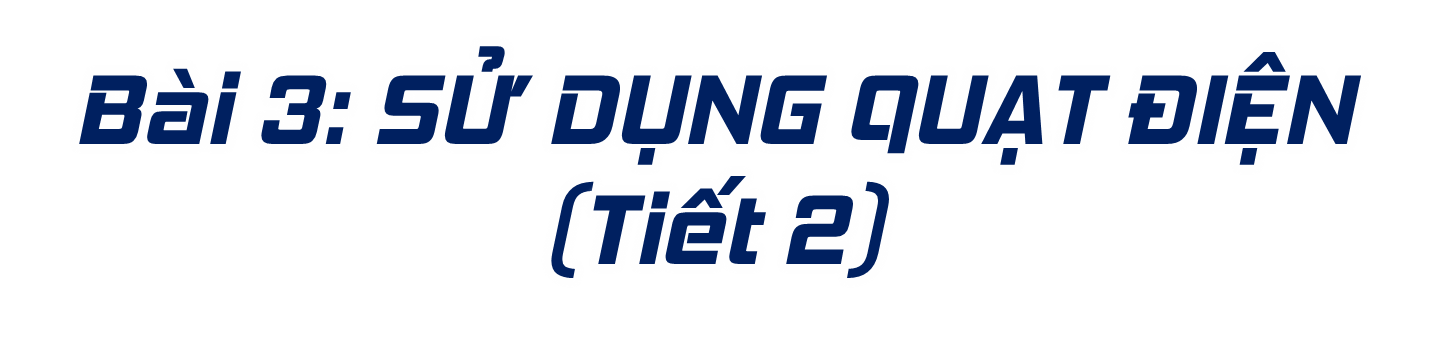 Bài 3: SỬ DỤNG QUẠT ĐIỆN
(Tiết 2)